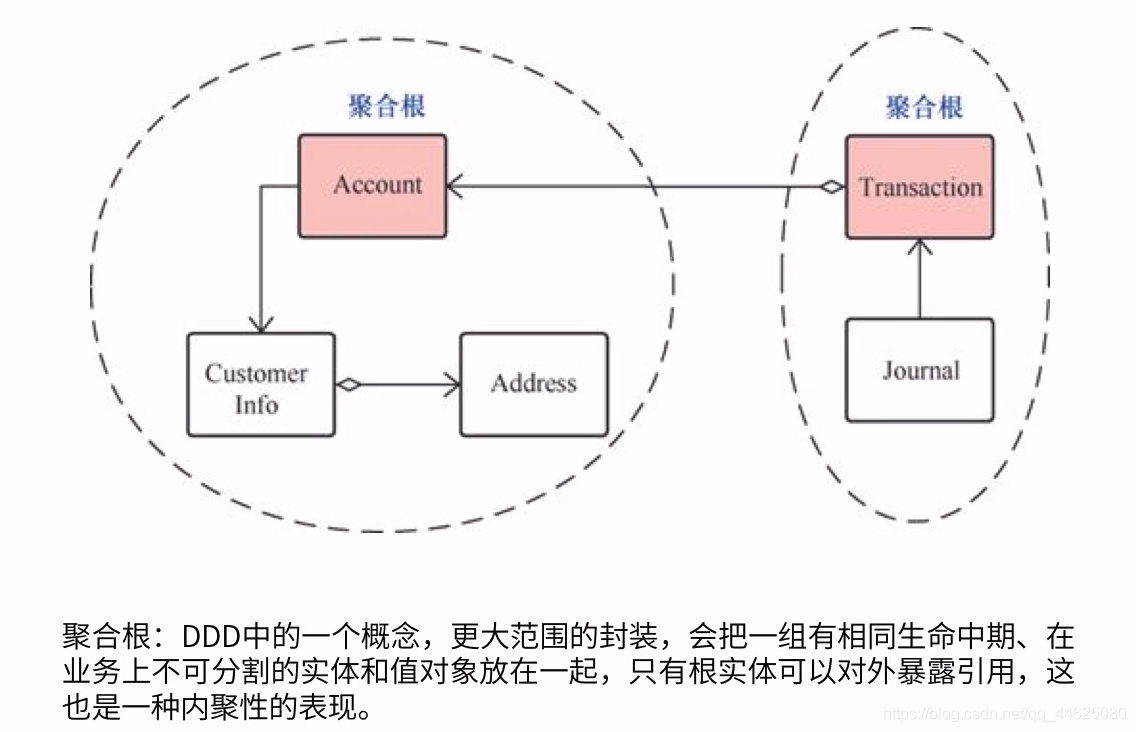 聚合根
聚合根
Account
Transaction
Customer
Info
Address
Journal
聚合根：DDD中的一个概念，更大范围的封装，会把一组有相同生命中期、在
业务上不可分割的实体和值对象放在一起，只有根实体可以对外暴露引用，这
也是一种内聚性的表现。
https://blog.csdn.net/qq_44625080